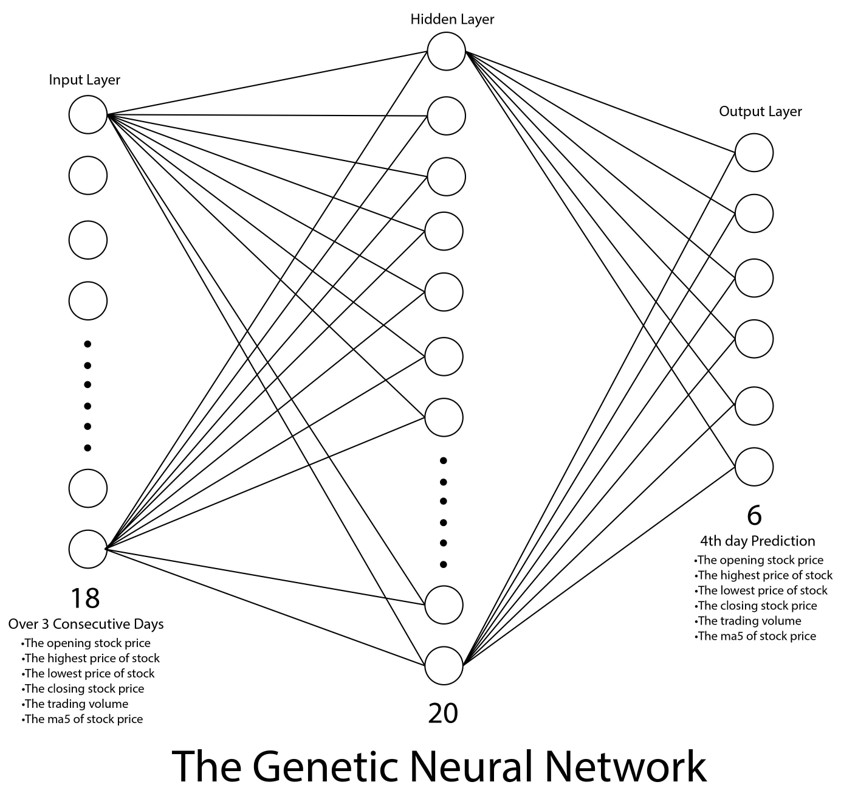 Hidden Layer
Input Layer
Output Layer
18
Over 3 Consecutive Days
•The opening stock price
•The highest price of stock
•The lowest price of stock
•The closing stock price
•The trading volume
•The ma5 of stock price
20
6
4th day Prediction
•The opening stock price
•The highest price of stock
•The lowest price of stock
•The closing stock price
•The trading volume
•The ma5 of stock price
The Genetic Neural Network